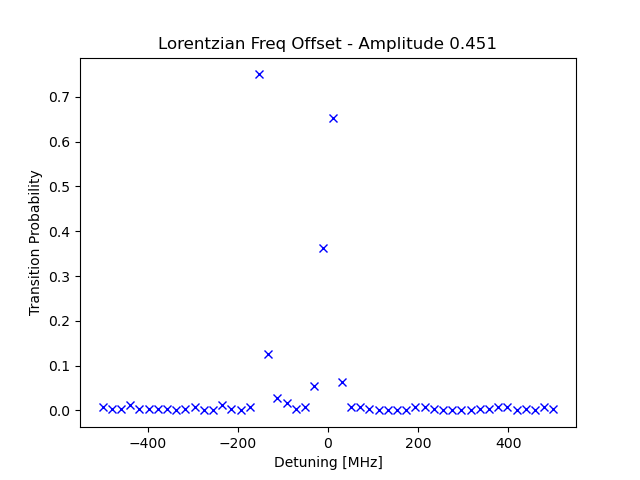 Lorentzian Freq Offset - Amplitude 0.451
0.7
0.6
0.5
0.4
0.3
0.2
0.1
0.0
Transition Probability
−400 −200 0 200 400
Detuning [MHz]